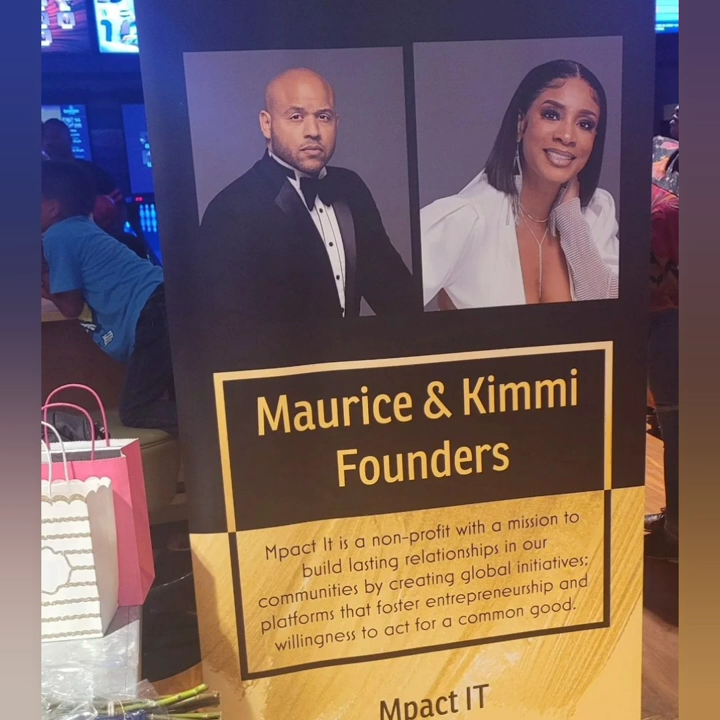 Maurice & Kimmi
Founders
Mpact It is a non-profit with a mission to
build lasting relationships in our
communities by creating global initiatives;
platforms that foster entrepreneurship and
willingness to act for a common good.
Mpact IT